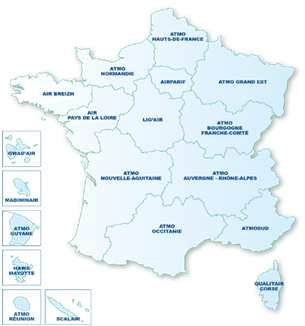 ATMO
HAUTS-DE-FRANCE
ATMO
NORMANDIE
AIRPARIF
ATMO GRAND EST
AIR BREIZH
AIR
PAYS DE LA LOIRE
LIG'AIR
ATMO
BOURGOGNE
FRANCHE-COMTÉ
GWAD'AIR
MADININAIR
ATMO
NOUVELLE-AQUITAINE
ATMO
AUVERGNE - RHÔNE-ALPES
ATMO
GUYANE
ATMO
OCCITANIE
ATMOSUD
HAWA
MAYOTTE
QUALITAIR
CORSE
ATMO
RÉUNION
SCALAIR